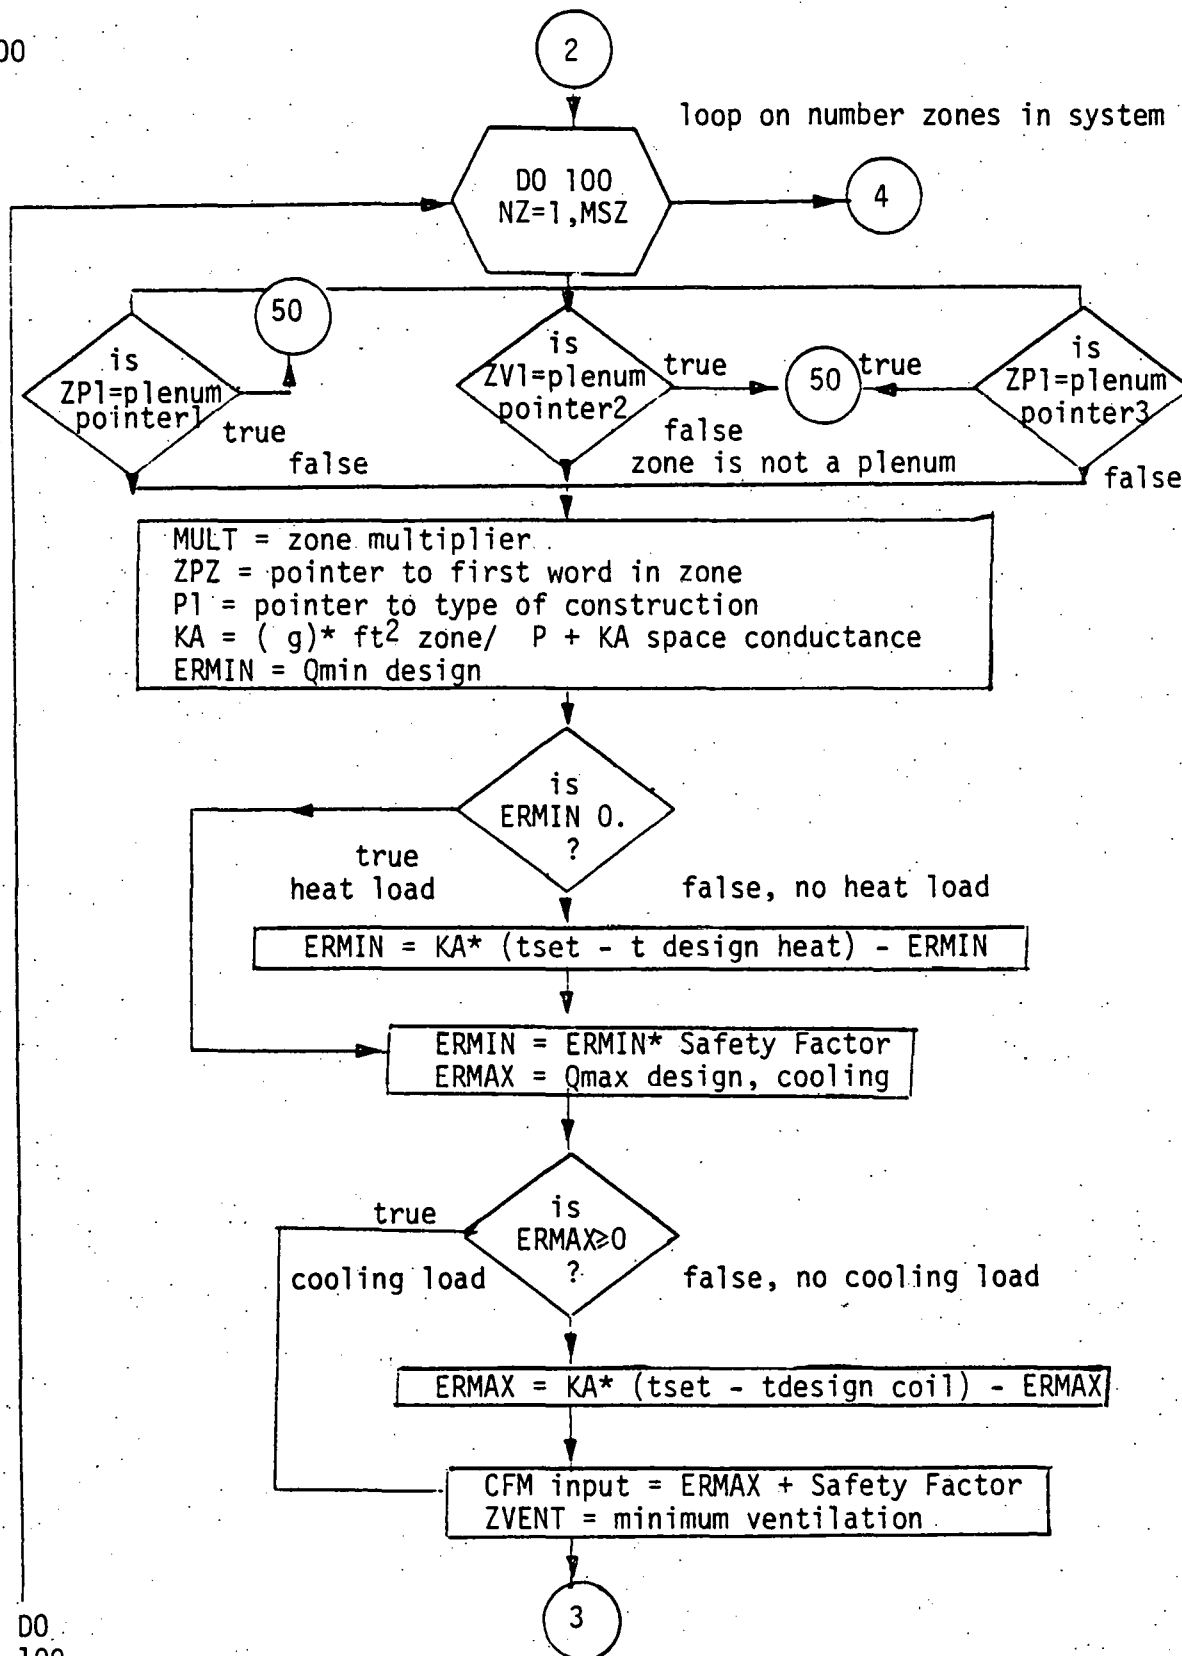 00
2
loop on number zones in system
DO 100
NZ=1,MSZ
4
50
is
ZP1=plenum
pointer1
true
false
is
ZV1=plenum
pointer2
true
50
true
false
zone is not a plenum
is
ZP1=plenum
pointer3
false
MULT = zone multiplier
ZPZ = pointer to first word in zone
P1 = pointer to type of construction
KA = ( g)* ft2 zone/ P + KA space conductance
ERMIN = Qmin design
is
ERMIN 0.
?
true
heat load
false, no heat load
ERMIN = KA* (tset - t design heat) - ERMIN
ERMIN = ERMIN* Safety Factor
ERMAX = Qmax design, cooling
is
ERMAX≥0
?
true
cooling load
false, no cooling load
ERMAX = KA* (tset - tdesign coil) - ERMAX
CFM input = ERMAX + Safety Factor
ZVENT = minimum ventilation
3
DO
100